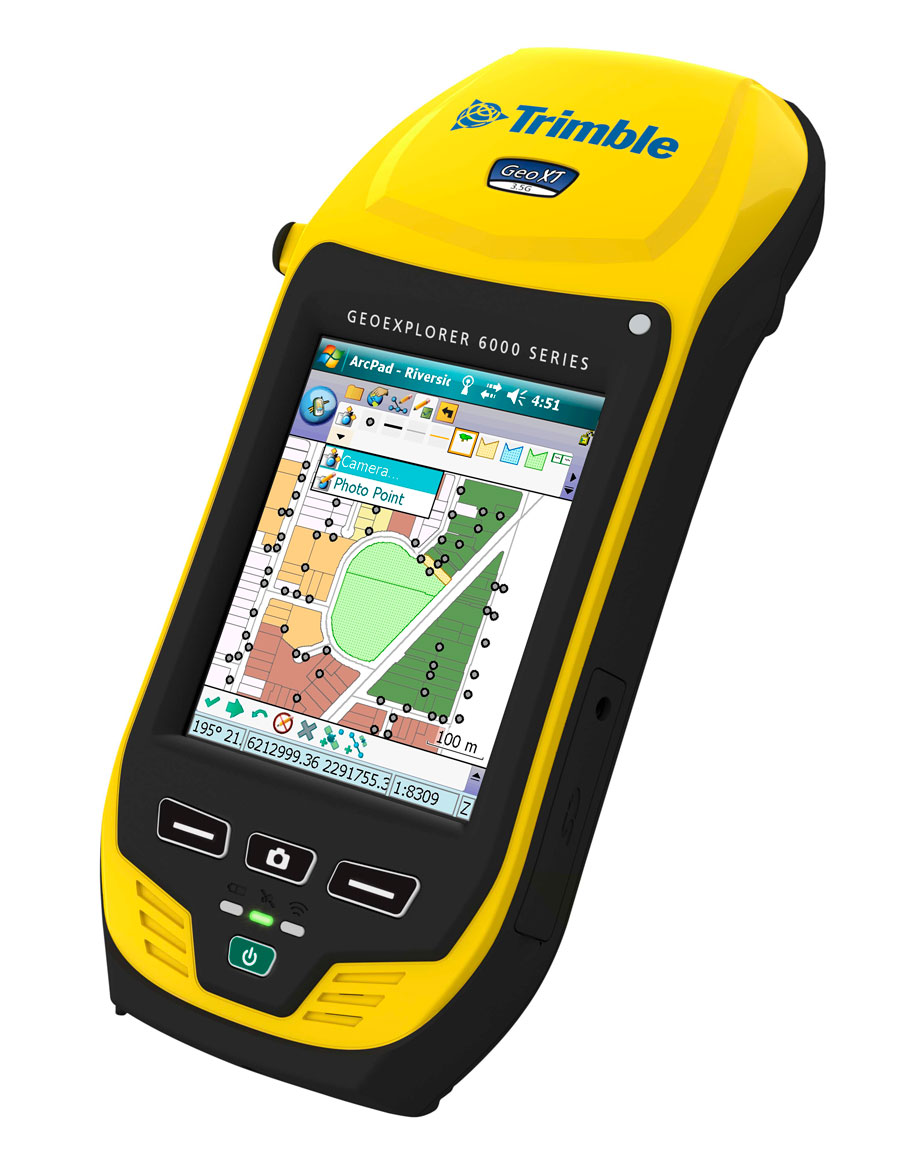 Trimble
GeoXT
3.5G
GEOEXPLORER 6000 SERIES
ArcPad - Riversi
4:51
Camera...
Photo Point
100 m
195° 21. 6212999.36 2291755.3 1:8309 Z